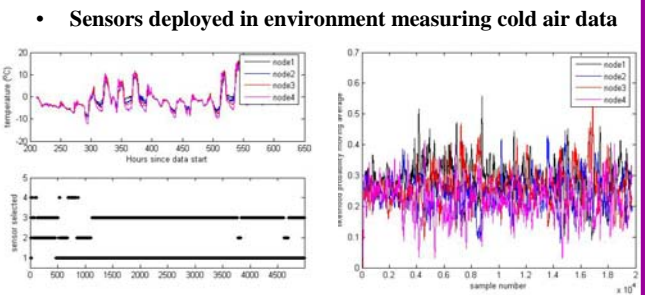 • Sensors deployed in environment measuring cold air data
temperature (°C)
20
10
0
-10
-20
200 250 300 350 400 450 500 550 600 650
Hours since data start
node1
node2
node3
node4
sensor selected
5
4
3
2
1
0 500 1000 1500 2000 2500 3000 3500 4000 4500
0.7
0.6
0.5
0.4
0.3
0.2
0.1
0
probability moving average
0 0.2 0.4 0.6 0.8 1 1.2 1.4 1.6 1.8 2
sample number
x 10⁴
node1
node2
node3
node4